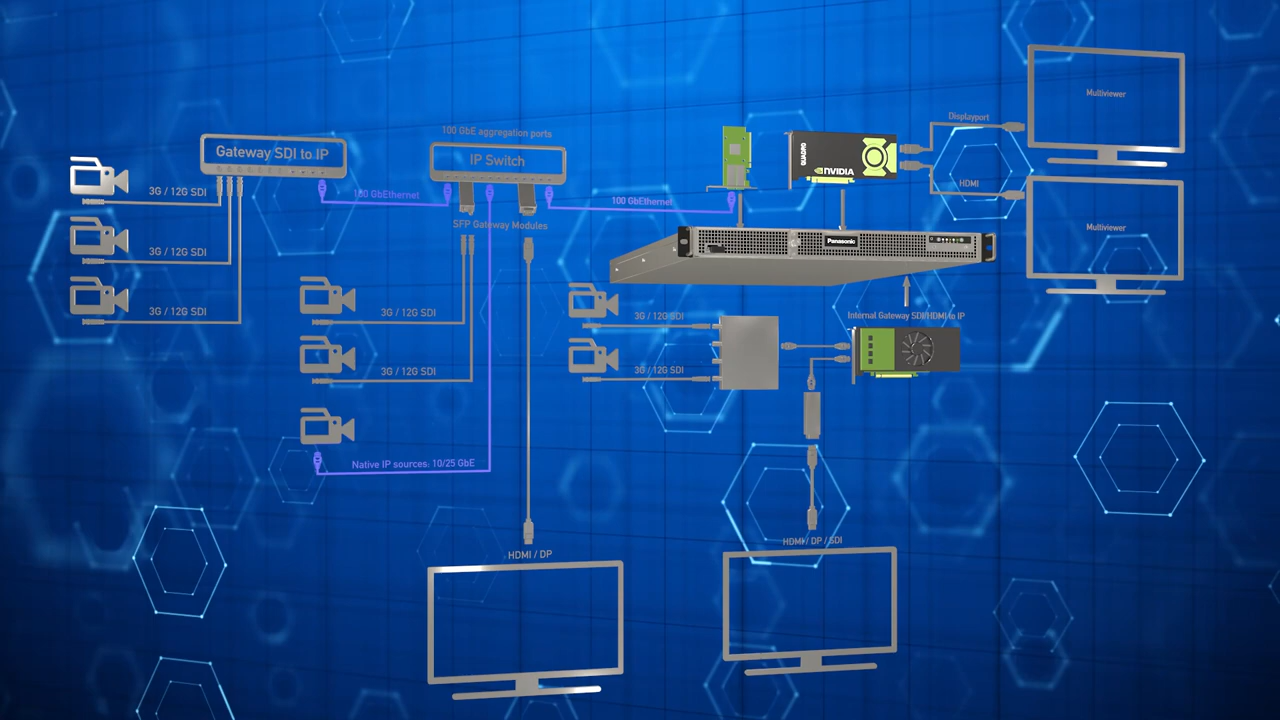 Gateway SDI to IP
3G / 12G SDI
3G / 12G SDI
3G / 12G SDI
100 GbEthernet
100 GbE aggregation ports
IP Switch
SFP Gateway Modules
100 GbEthernet
3G / 12G SDI
3G / 12G SDI
Native IP sources: 10/25 GbE
HDMI / DP
QUADRO
NVIDIA
Displayport
HDMI
Multiviewer
Multiviewer
Panasonic
Internal Gateway SDI/HDMI to IP
3G / 12G SDI
3G / 12G SDI
HDMI / DP / SDI